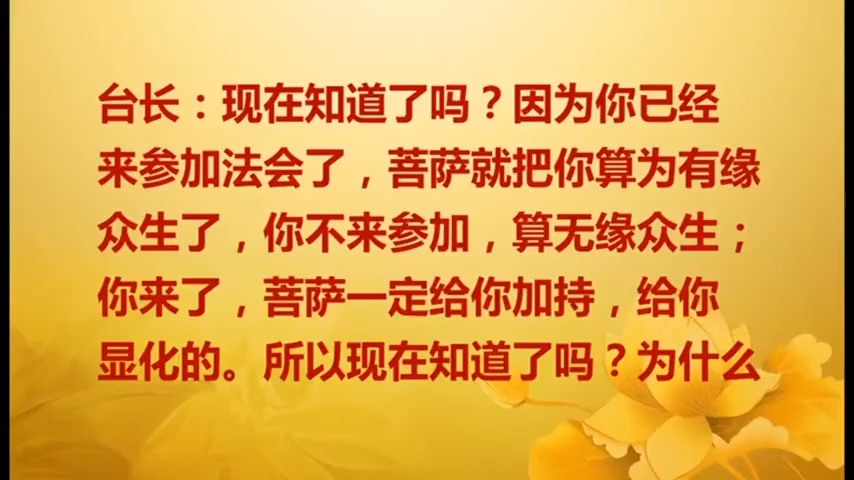 台长：现在知道了吗？因为你已经
来参加法会了，菩萨就把你算为有缘
众生了，你不来参加，算无缘众生；
你来了，菩萨一定给你加持，给你
显化的。所以现在知道了吗？为什么